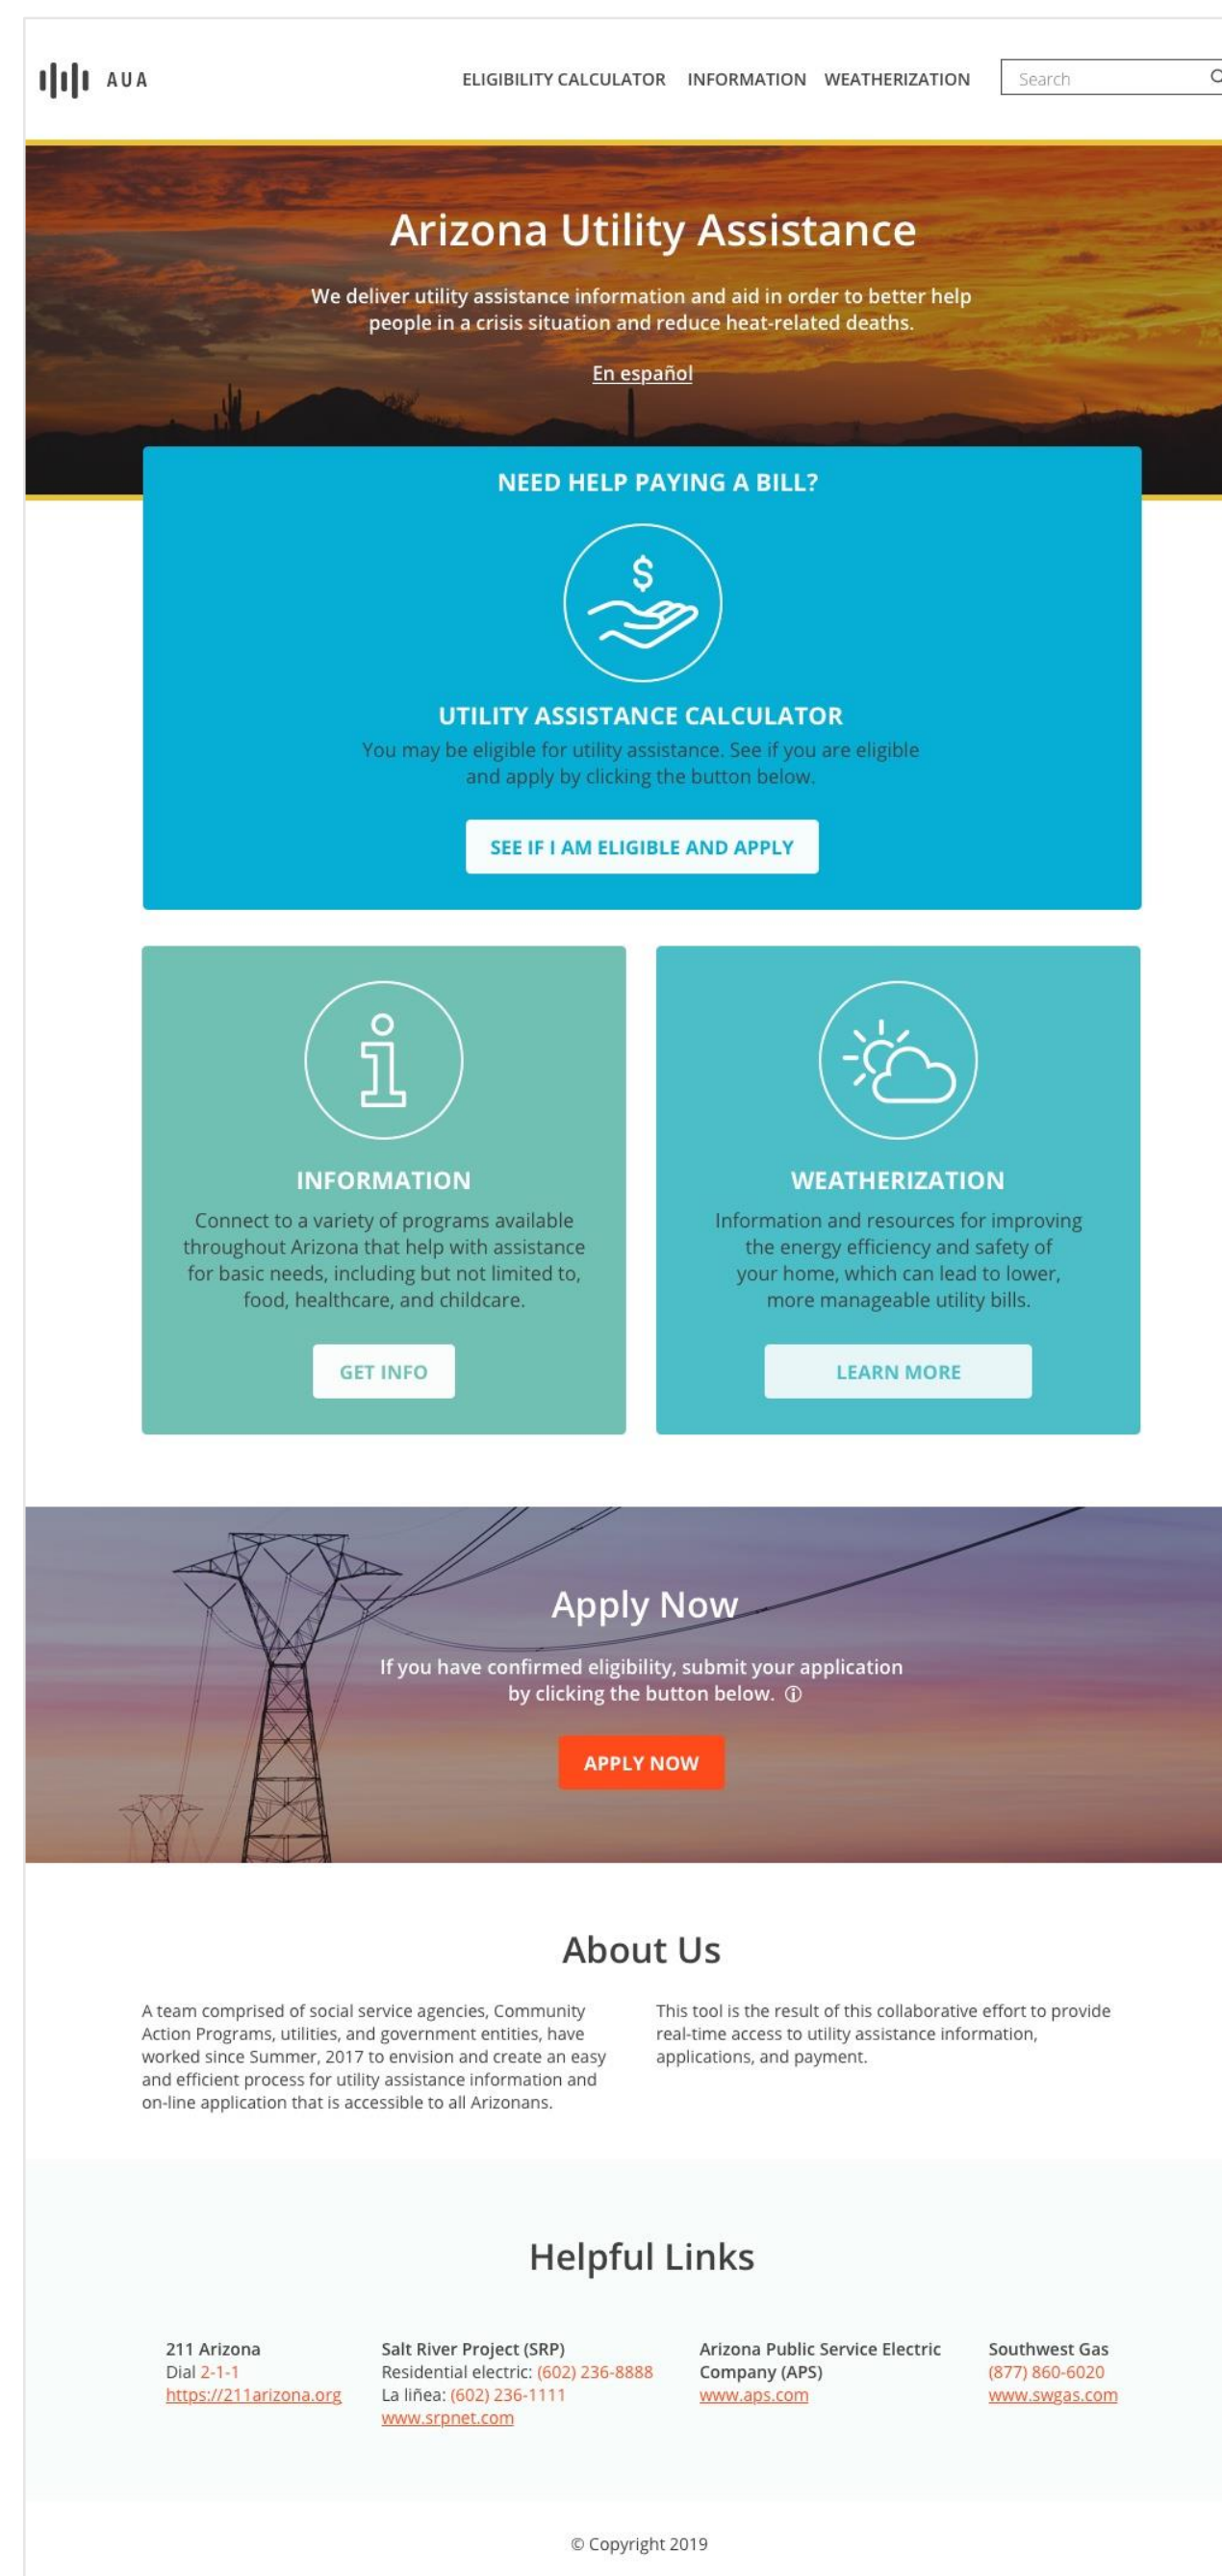 AUA
ELIGIBILITY CALCULATOR INFORMATION WEATHERIZATION Search
Arizona Utility Assistance
We deliver utility assistance information and aid in order to better help
people in a crisis situation and reduce heat-related deaths.
En español
NEED HELP PAYING A BILL?
$
UTILITY ASSISTANCE CALCULATOR
You may be eligible for utility assistance. See if you are eligible
and apply by clicking the button below.
SEE IF I AM ELIGIBLE AND APPLY
INFORMATION
Connect to a variety of programs available
throughout Arizona that help with assistance
for basic needs, including but not limited to,
food, healthcare, and childcare.
GET INFO
WEATHERIZATION
Information and resources for improving
the energy efficiency and safety of
your home, which can lead to lower,
more manageable utility bills.
LEARN MORE
Apply Now
If you have confirmed eligibility, submit your application
by clicking the button below.
APPLY NOW
About Us
A team comprised of social service agencies, Community
Action Programs, utilities, and government entities, have
worked since Summer, 2017 to envision and create an easy
and efficient process for utility assistance information and
on-line application that is accessible to all Arizonans.
This tool is the result of this collaborative effort to provide
real-time access to utility assistance information,
applications, and payment.
Helpful Links
211 Arizona
Dial 2-1-1
https://211arizona.org
Salt River Project (SRP)
Residential electric: (602) 236-8888
La liñea: (602) 236-1111
www.srpnet.com
Arizona Public Service Electric
Company (APS)
www.aps.com
Southwest Gas
(877) 860-6020
www.swgas.com
© Copyright 2019